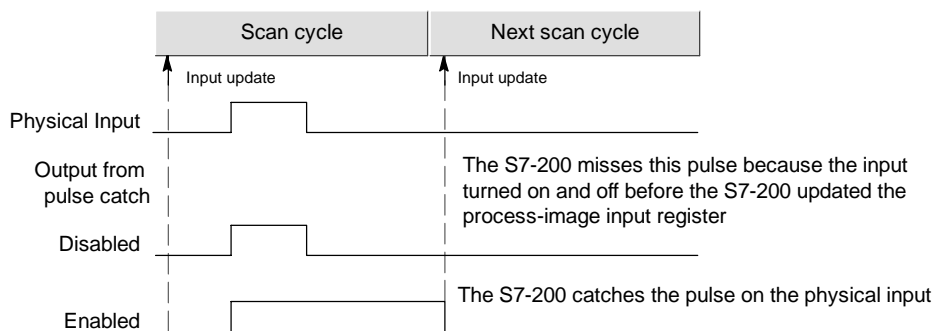 Scan cycle
Next scan cycle
Input update
Input update
Physical Input
Output from
pulse catch
The S7-200 misses this pulse because the input
turned on and off before the S7-200 updated the
process-image input register
Disabled
The S7-200 catches the pulse on the physical input
Enabled